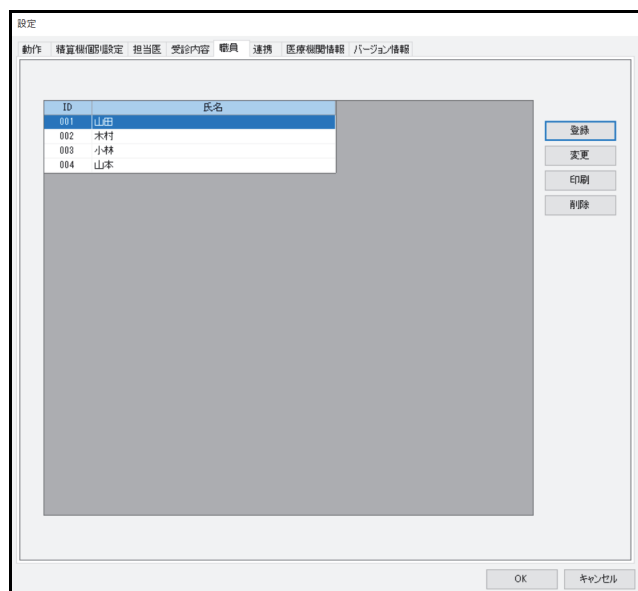 設定
動作 精算機個別設定 担当医 受診内容 職員 連携 医療機関情報 バージョン情報
ID 氏名
001 山田
002 木村
003 小林
004 山本
登録
変更
印刷
削除
OK キャンセル